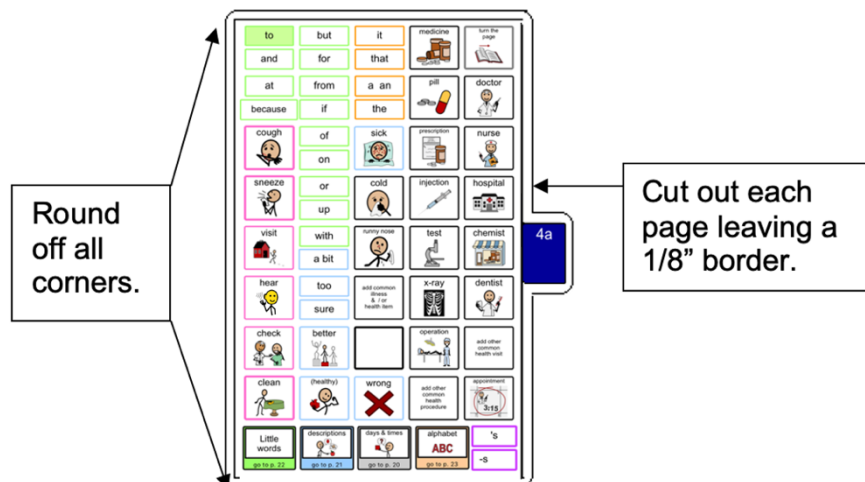 to but it medicine turn the page
and for that
at from a an pill doctor
because if the
cough of sick prescription nurse
on
sneeze or cold injection hospital
up
visit with runny nose test chemist
a bit
hear too add common illness & / or health item x-ray dentist
sure
check better operation add other common health visit
clean (healthy) wrong add other common health procedure appointment
3:15
Little words descriptions days & times alphabet 's
ABC
go to p. 22 go to p. 21 go to p. 20 go to p. 23 -s
4a
Round
off all
corners.
Cut out each
page leaving a
1/8” border.